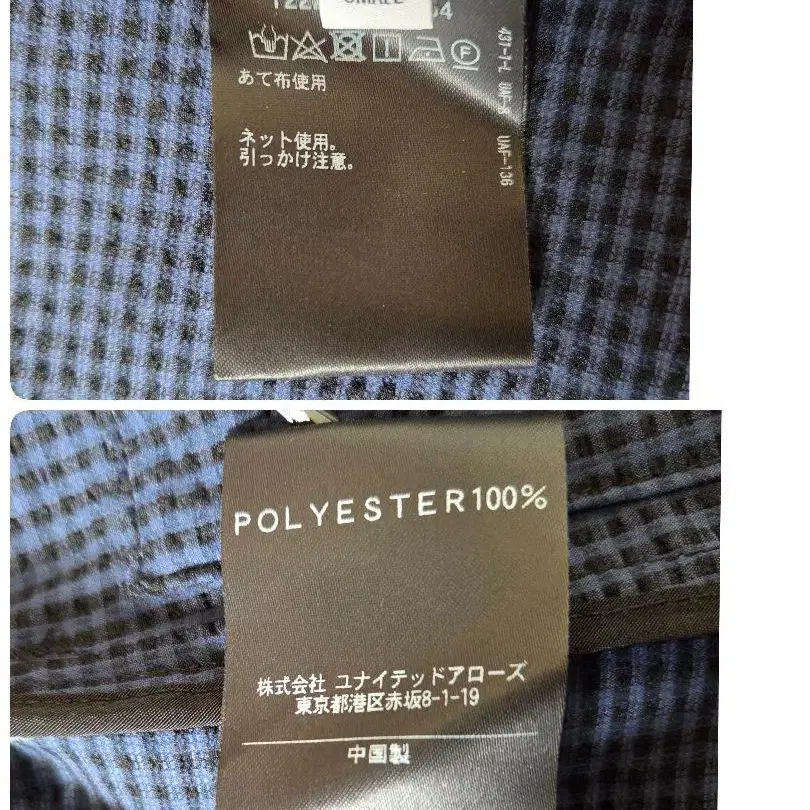 SMALL
あて布使用
ネット使用。
引っかけ注意。
UAF-136
POLYESTER100%
株式会社 ユナイテッドアローズ
東京都港区赤坂8-1-19
中国製